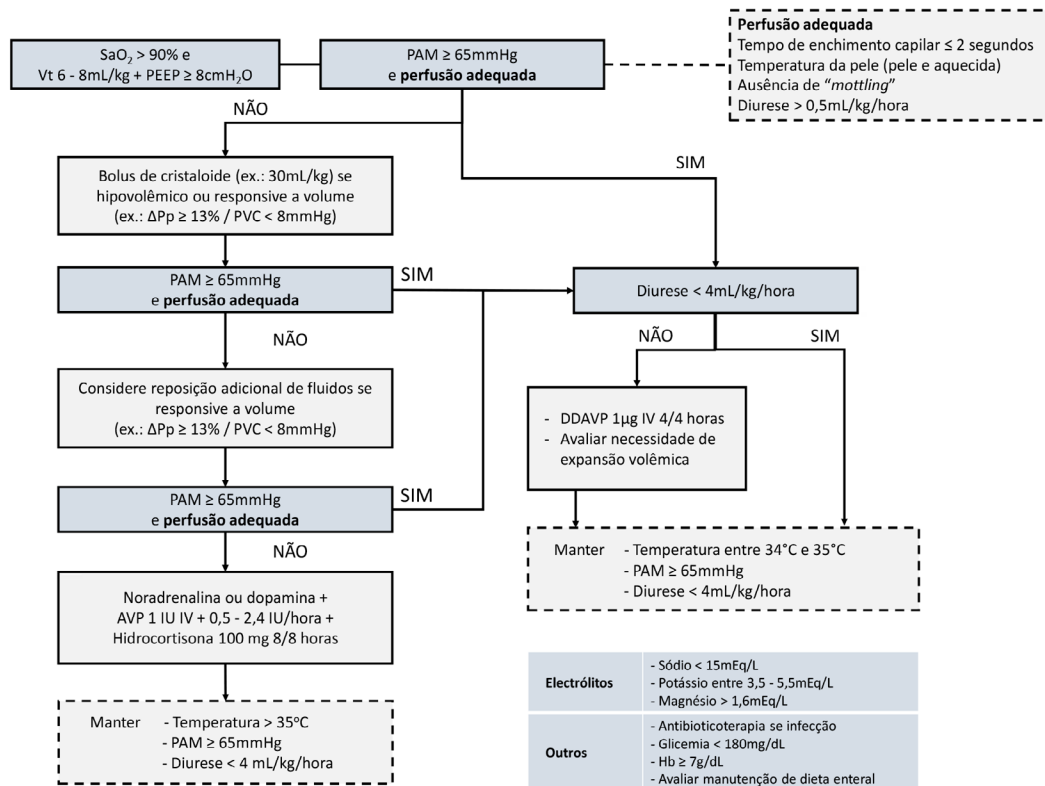 SaO₂ > 90% e
Vt 6 - 8mL/kg + PEEP ≥ 8cmH₂O
PAM ≥ 65mmHg
e perfusão adequada
Perfusão adequada
Tempo de enchimento capilar ≤ 2 segundos
Temperatura da pele (pele e aquecida)
Ausência de “mottling”
Diurese > 0,5mL/kg/hora
NÃO
SIM
Bolus de cristaloide (ex.: 30mL/kg) se
hipovolêmico ou responsive a volume
(ex.: ΔPp ≥ 13% / PVC < 8mmHg)
PAM ≥ 65mmHg
e perfusão adequada
SIM
Diurese < 4mL/kg/hora
NÃO
NÃO
SIM
Considere reposição adicional de fluidos se
responsive a volume
(ex.: ΔPp ≥ 13% / PVC < 8mmHg)
- DDAVP 1µg IV 4/4 horas
- Avaliar necessidade de
expansão volêmica
PAM ≥ 65mmHg
e perfusão adequada
SIM
NÃO
Manter - Temperatura entre 34°C e 35°C
- PAM ≥ 65mmHg
- Diurese < 4mL/kg/hora
Noradrenalina ou dopamina +
AVP 1 IU IV + 0,5 - 2,4 IU/hora +
Hidrocortisona 100 mg 8/8 horas
Manter - Temperatura > 35°C
- PAM ≥ 65mmHg
- Diurese < 4 mL/kg/hora
Electrólitos
- Sódio < 15mEq/L
- Potássio entre 3,5 - 5,5mEq/L
- Magnésio > 1,6mEq/L
Outros
- Antibioticoterapia se infecção
- Glicemia < 180mg/dL
- Hb ≥ 7g/dL
- Avaliar manutenção de dieta enteral